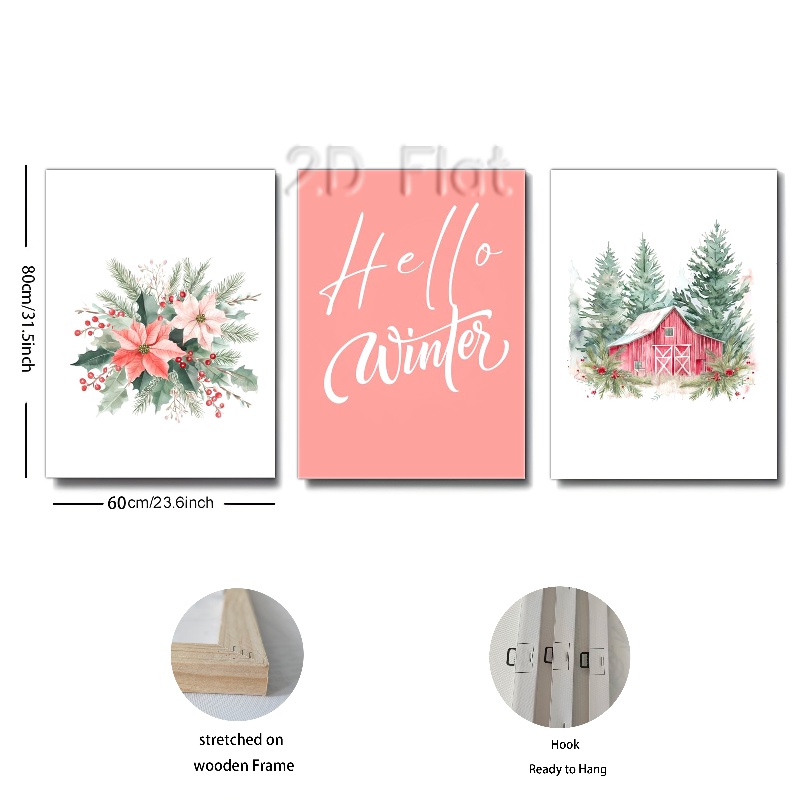 2D Flat
Hello
Winter
80cm/31.5inch
60cm/23.6inch
stretched on
wooden Frame
Hook
Ready to Hang